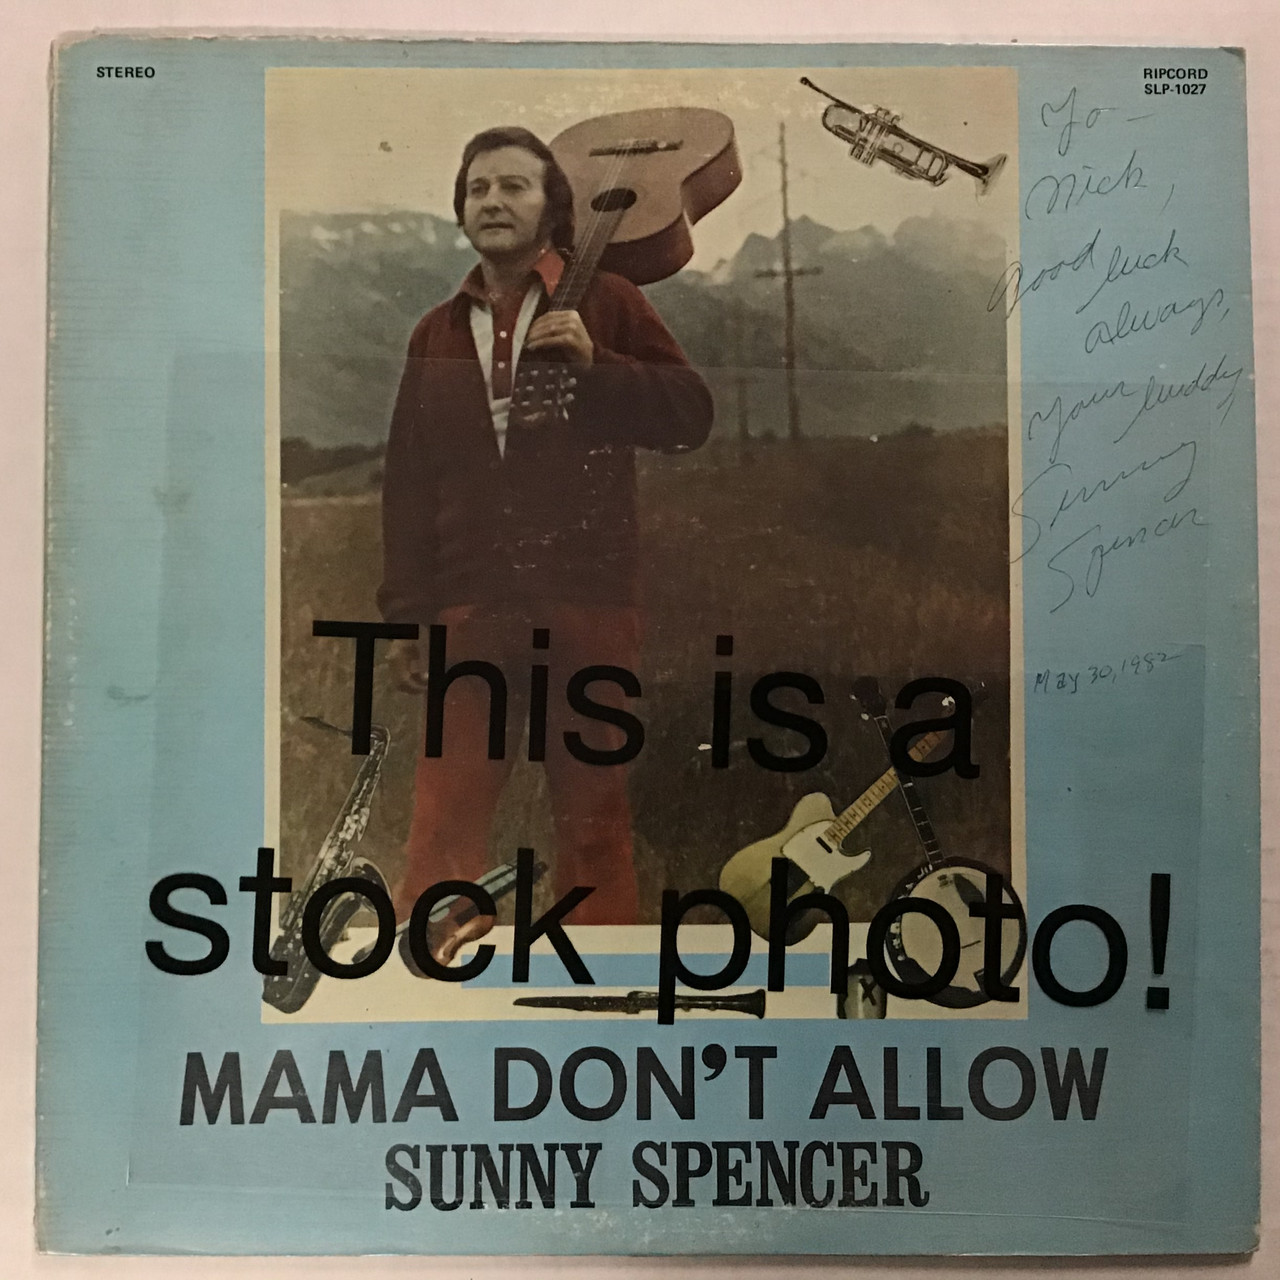 STEREO
RIPCORD
SLP-1027
To -
Nick,
Good luck
always,
Your buddy,
Sunny
Spencer
May 30, 1982
This is a
stock photo!
X
MAMA DON'T ALLOW
SUNNY SPENCER